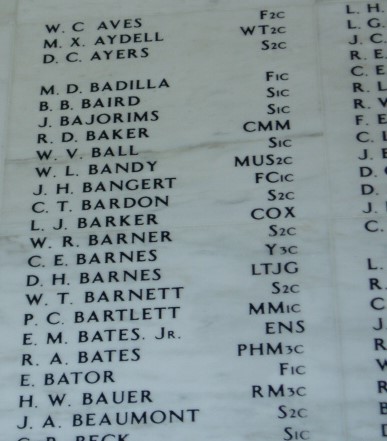 W. C. AVES F2C
M. X. AYDELL WT2C
D. C. AYERS S2C
M. D. BADILLA F1C
B. B. BAIRD S1C
J. BAJORIMS S1C
R. D. BAKER CMM
W. V. BALL S1C
W. L. BANDY MUS2C
J. H. BANGERT FC1C
C. T. BARDON S2C
L. J. BARKER COX
W. R. BARNER S2C
C. E. BARNES Y3C
D. H. BARNES LTJG
W. T. BARNETT S2C
P. C. BARTLETT MM1C
E. M. BATES. JR. ENS
R. A. BATES PHM3C
E. BATOR F1C
H. W. BAUER RM3C
J. A. BEAUMONT S2C
BECK S1C
L. H.
L. G.
J. C.
R. E.
C. E
R. L
R.
F. E
C.
J.
D.
D.
J.
C.
L.
R.
C
J
R